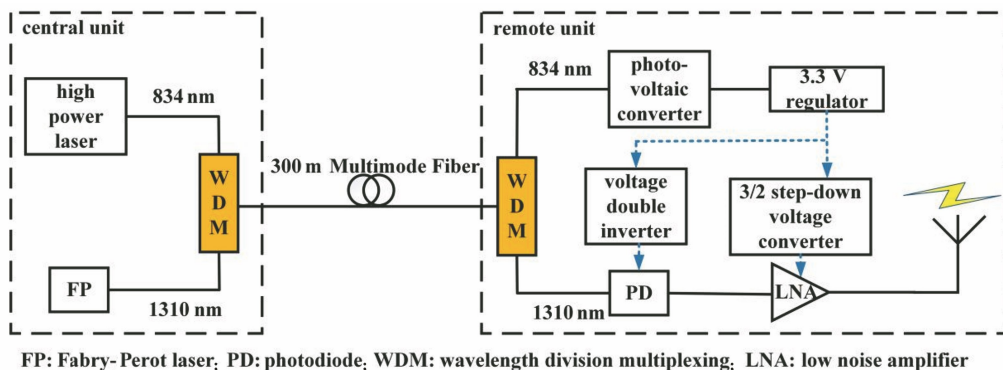 central unit
high
power
laser
834 nm
W
D
M
FP
1310 nm
300 m Multimode Fiber
remote unit
W
D
M
834 nm
photo-
voltaic
converter
3.3 V
regulator
voltage
double
inverter
3/2 step-down
voltage
converter
1310 nm
PD
LNA
FP: Fabry-Perot laser; PD: photodiode; WDM: wavelength division multiplexing; LNA: low noise amplifier